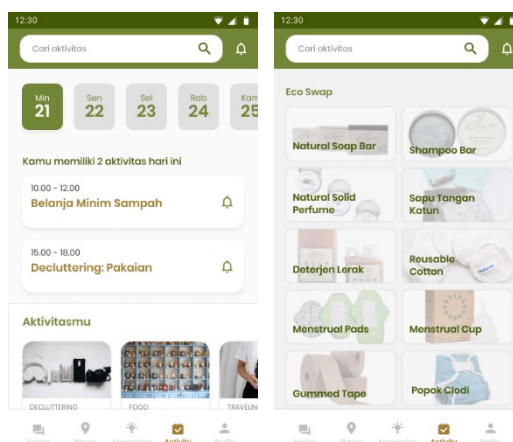 12:30
Cari aktivitas
Min
21
Sen
22
Sel
23
Rab
24
Kam
25
Kamu memiliki 2 aktivitas hari ini
10.00 - 12.00
Belanja Minim Sampah
15.00 - 18.00
Decluttering: Pakaian
Aktivitasmu
DECLUTTERING
FOOD
TRAVELIN
Activity
12:30
Cari aktivitas
Eco Swap
Natural Soap Bar
Shampoo Bar
Natural Solid
Perfume
Sapu Tangan
Katun
Deterjen Lerak
Reusable
Cotton
Menstrual Pads
Menstrual Cup
Gummed Tape
Popok Clodi
Activity